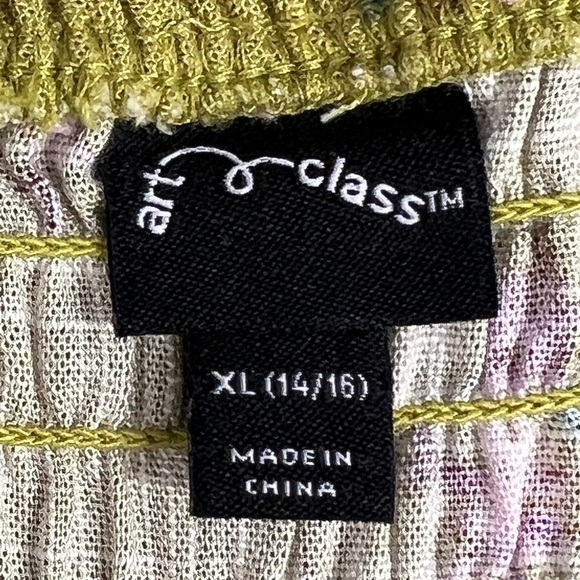 art class™
XL (14/16)
MADE IN
CHINA